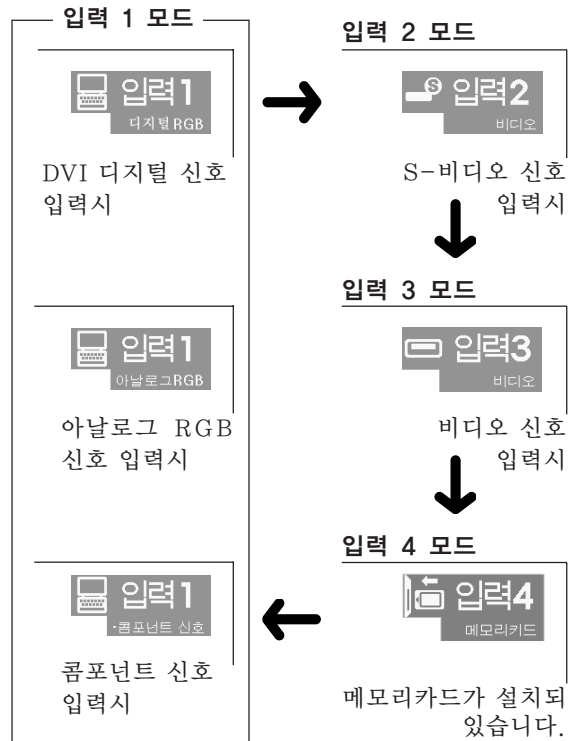 입력 1 모드
입력1
디지털RGB
DVI 디지털 신호
입력시
입력1
아날로그RGB
아날로그 RGB
신호 입력시
입력1
·콤포넌트 신호
콤포넌트 신호
입력시
입력 2 모드
S 입력2
비디오
S-비디오 신호
입력시
입력 3 모드
입력3
비디오
비디오 신호
입력시
입력 4 모드
입력4
메모리키드
메모리카드가 설치되
있습니다.